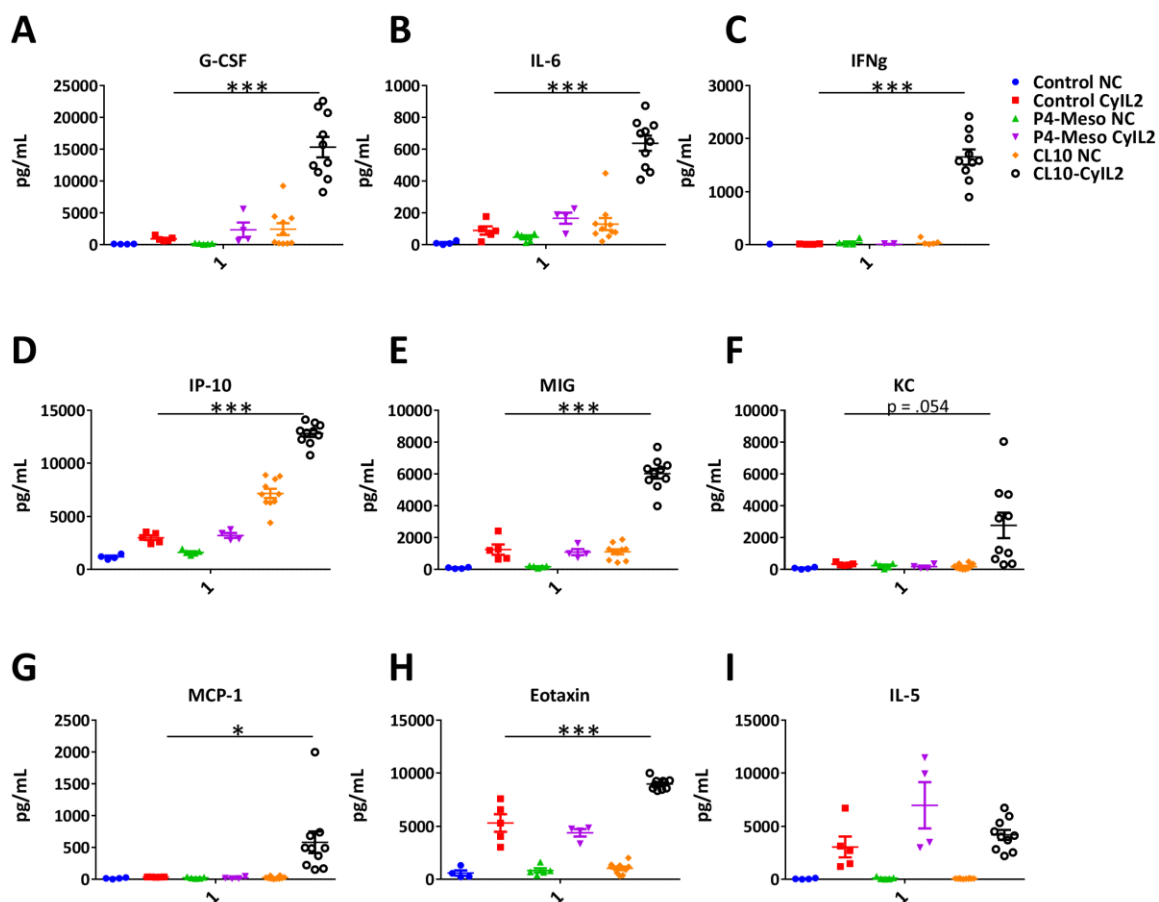 A
G-CSF
pg/mL
25000
20000
15000
10000
5000
0
***
1
B
IL-6
pg/mL
1000
800
600
400
200
0
***
1
C
IFNg
pg/mL
3000
2000
1000
0
***
1
Control NC
Control CyIL2
P4-Meso NC
P4-Meso CyIL2
CL10 NC
CL10-CyIL2
D
IP-10
pg/mL
15000
10000
5000
0
***
1
E
MIG
pg/mL
10000
8000
6000
4000
2000
0
***
1
F
KC
pg/mL
10000
8000
6000
4000
2000
0
p = .054
1
G
MCP-1
pg/mL
2500
2000
1500
1000
500
0
*
1
H
Eotaxin
pg/mL
15000
10000
5000
0
***
1
I
IL-5
pg/mL
15000
10000
5000
0
1